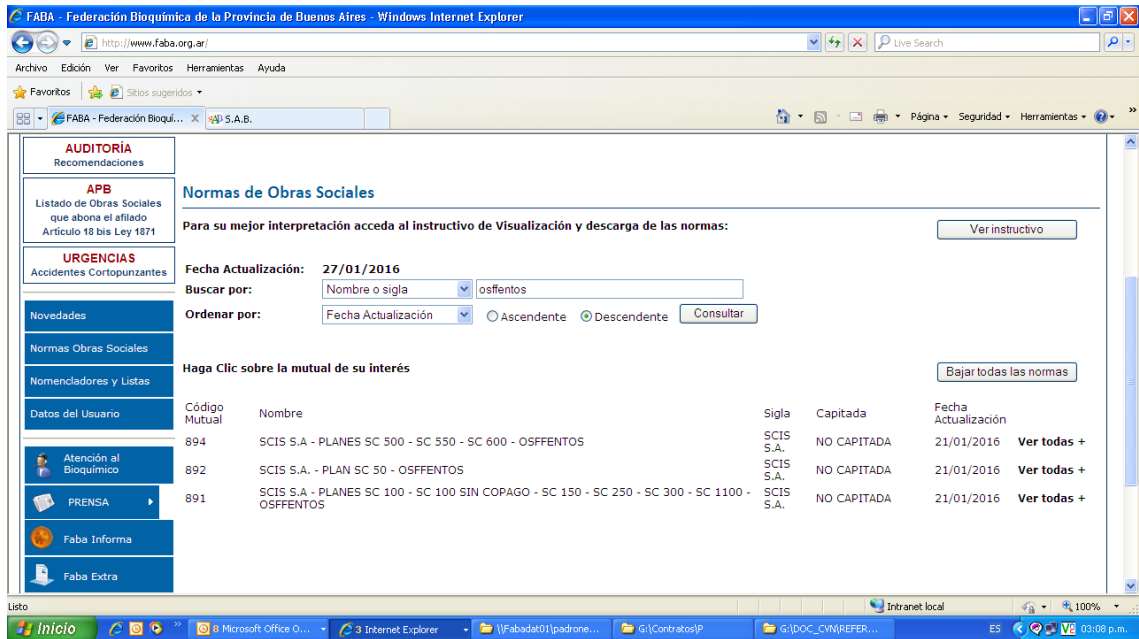 FABA - Federación Bioquímica de la Provincia de Buenos Aires - Windows Internet Explorer
http://www.faba.org.ar/
Live Search
Archivo Edición Ver Favoritos Herramientas Ayuda
Favoritos Sitios sugeridos
FABA - Federación Bioquí... X S.A.B.
Página Seguridad Herramientas
AUDITORÍA
Recomendaciones
APB
Listado de Obras Sociales
que abona el afilado
Artículo 18 bis Ley 1871
URGENCIAS
Accidentes Cortopunzantes
Novedades
Normas Obras Sociales
Nomencladores y Listas
Datos del Usuario
Atención al
Bioquímico
PRENSA
Faba Informa
Faba Extra
Normas de Obras Sociales
Para su mejor interpretación acceda al instructivo de Visualización y descarga de las normas:
Ver instructivo
Fecha Actualización: 27/01/2016
Buscar por: Nombre o sigla osffentos
Ordenar por: Fecha Actualización Ascendente Descendente Consultar
Haga Clic sobre la mutual de su interés
Bajar todas las normas
Código Mutual Nombre Sigla Capitada Fecha Actualización
894 SCIS S.A - PLANES SC 500 - SC 550 - SC 600 - OSFFENTOS SCIS S.A. NO CAPITADA 21/01/2016 Ver todas +
892 SCIS S.A. - PLAN SC 50 - OSFFENTOS SCIS S.A. NO CAPITADA 21/01/2016 Ver todas +
891 SCIS S.A - PLANES SC 100 - SC 100 SIN COPAGO - SC 150 - SC 250 - SC 300 - SC 1100 - OSFFENTOS SCIS S.A. NO CAPITADA 21/01/2016 Ver todas +
Listo
Intranet local
100%
Inicio
8 Microsoft Office O...
3 Internet Explorer
\\Fabadat01\padrone...
G:\Contratos\P
G:\DOC_CVN\REFER...
ES
03:08 p.m.